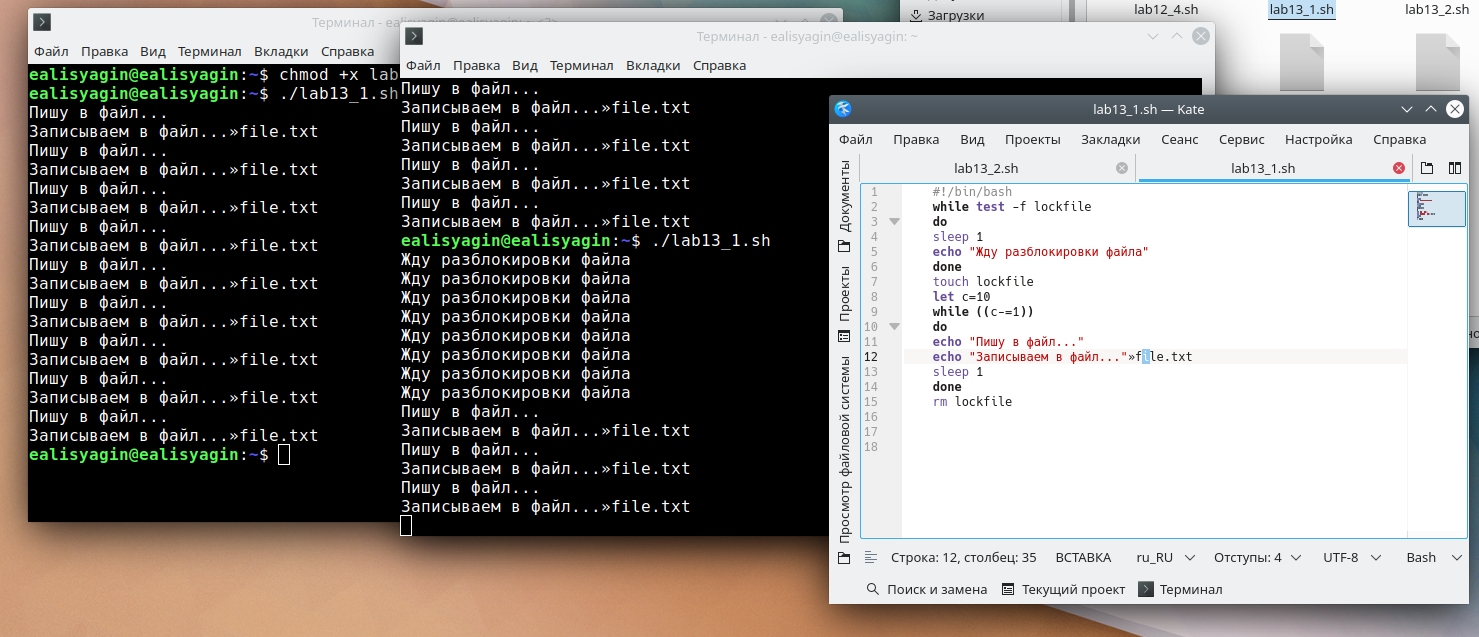 Терминал - ealisyagin@ealisyagin: ~ <2>
Файл Правка Вид Терминал Вкладки Справка
ealisyagin@ealisyagin:~$ chmod +x lab
ealisyagin@ealisyagin:~$ ./lab13_1.sh
Пишу в файл...
Записываем в файл...»file.txt
Пишу в файл...
Записываем в файл...»file.txt
Пишу в файл...
Записываем в файл...»file.txt
Пишу в файл...
Записываем в файл...»file.txt
Пишу в файл...
Записываем в файл...»file.txt
Пишу в файл...
Записываем в файл...»file.txt
Пишу в файл...
Записываем в файл...»file.txt
Пишу в файл...
Записываем в файл...»file.txt
Пишу в файл...
Записываем в файл...»file.txt
ealisyagin@ealisyagin:~$
Терминал - ealisyagin@ealisyagin: ~
Файл Правка Вид Терминал Вкладки Справка
Пишу в файл...
Записываем в файл...»file.txt
Пишу в файл...
Записываем в файл...»file.txt
Пишу в файл...
Записываем в файл...»file.txt
Пишу в файл...
Записываем в файл...»file.txt
ealisyagin@ealisyagin:~$ ./lab13_1.sh
Жду разблокировки файла
Жду разблокировки файла
Жду разблокировки файла
Жду разблокировки файла
Жду разблокировки файла
Жду разблокировки файла
Жду разблокировки файла
Жду разблокировки файла
Пишу в файл...
Записываем в файл...»file.txt
Пишу в файл...
Записываем в файл...»file.txt
Пишу в файл...
Записываем в файл...»file.txt
Загрузки
lab12_4.sh lab13_1.sh lab13_2.sh
lab13_1.sh — Kate
Файл Правка Вид Проекты Закладки Сеанс Сервис Настройка Справка
lab13_2.sh lab13_1.sh
Документы
Проекты
Просмотр файловой системы
1 #!/bin/bash
2 while test -f lockfile
3 do
4 sleep 1
5 echo "Жду разблокировки файла"
6 done
7 touch lockfile
8 let c=10
9 while ((c-=1))
10 do
11 echo "Пишу в файл..."
12 echo "Записываем в файл..."»file.txt
13 sleep 1
14 done
15 rm lockfile
16
17
18
Строка: 12, столбец: 35 ВСТАВКА ru_RU Отступы: 4 UTF-8 Bash
Поиск и замена Текущий проект Терминал